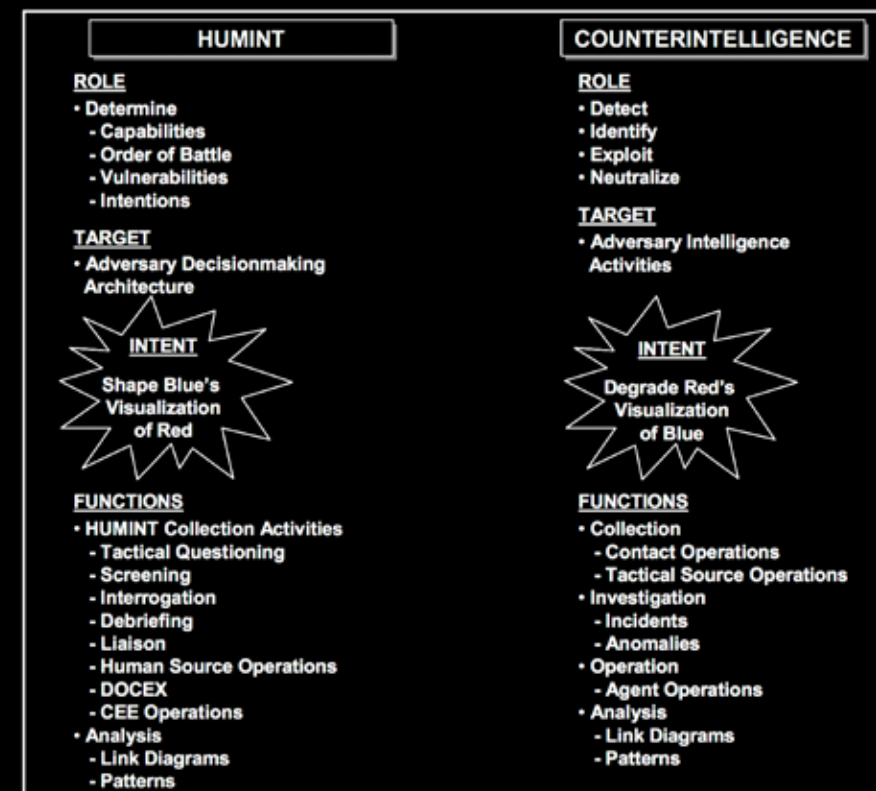 HUMINT
ROLE
• Determine
- Capabilities
- Order of Battle
- Vulnerabilities
- Intentions
TARGET
• Adversary Decisionmaking
Architecture
INTENT
Shape Blue's
Visualization
of Red
FUNCTIONS
• HUMINT Collection Activities
- Tactical Questioning
- Screening
- Interrogation
- Debriefing
- Liaison
- Human Source Operations
- DOCEX
- CEE Operations
• Analysis
- Link Diagrams
- Patterns
COUNTERINTELLIGENCE
ROLE
• Detect
• Identify
• Exploit
• Neutralize
TARGET
• Adversary Intelligence
Activities
INTENT
Degrade Red's
Visualization
of Blue
FUNCTIONS
• Collection
- Contact Operations
- Tactical Source Operations
• Investigation
- Incidents
- Anomalies
• Operation
- Agent Operations
• Analysis
- Link Diagrams
- Patterns